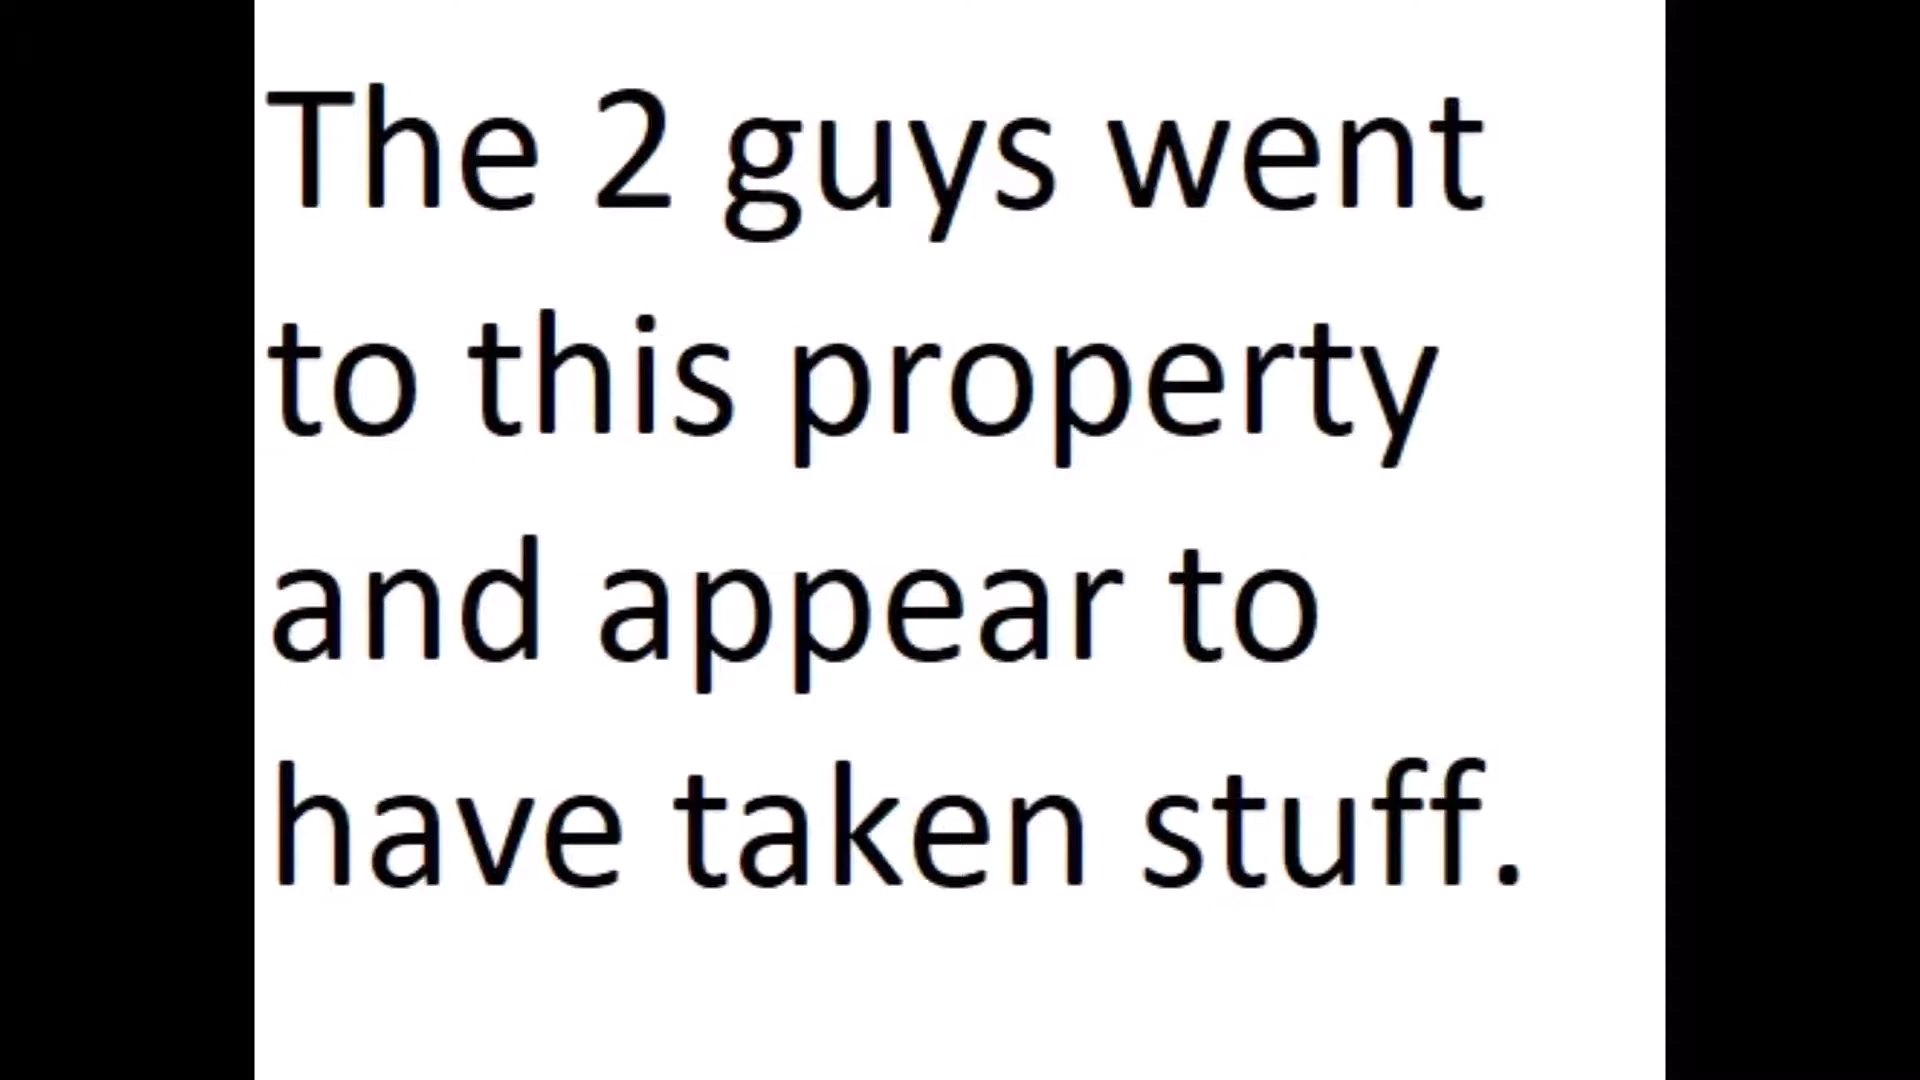 The 2 guys went
to this property
and appear to
have taken stuff.